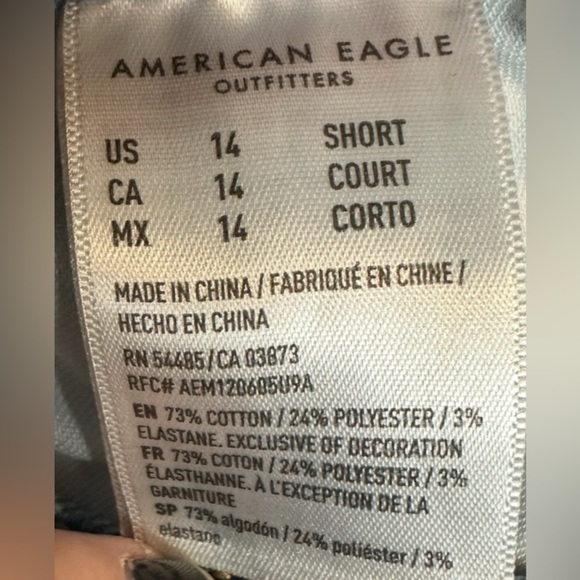 AMERICAN EAGLE
OUTFITTERS
US 14 SHORT
CA 14 COURT
MX 14 CORTO
MADE IN CHINA / FABRIQUÉ EN CHINE /
HECHO EN CHINA
RN 54485 / CA 03873
RFC# AEM120605U9A
EN 73% COTTON / 24% POLYESTER / 3%
ELASTANE. EXCLUSIVE OF DECORATION
FR 73% COTON / 24% POLYESTER / 3%
ÉLASTHANNE. À L'EXCEPTION DE LA
GARNITURE
SP 73% algodón / 24% poliéster / 3%
elastano